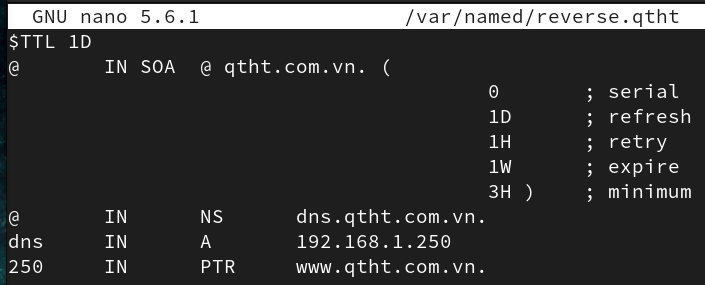 GNU nano 5.6.1 /var/named/reverse.qtht
$TTL 1D
@ IN SOA @ qtht.com.vn. (
0 ; serial
1D ; refresh
1H ; retry
1W ; expire
3H ) ; minimum
@ IN NS dns.qtht.com.vn.
dns IN A 192.168.1.250
250 IN PTR www.qtht.com.vn.